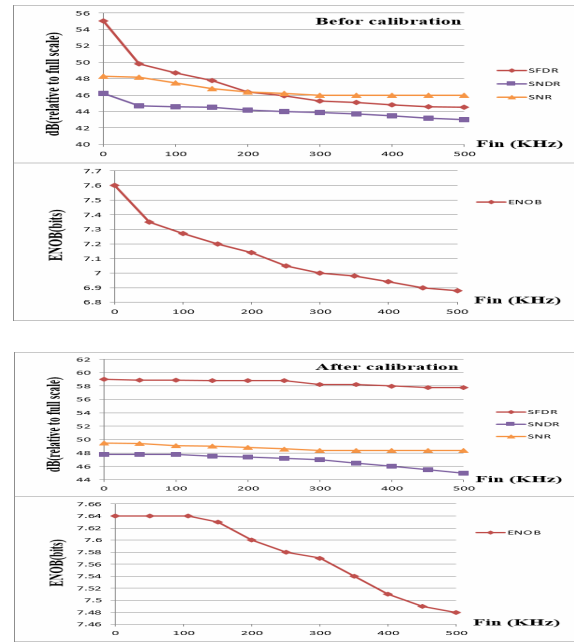 Befor calibration
56
54
52
50
48
46
44
42
40
dB(relative to full scale)
SFDR
SNDR
SNR
0 100 200 300 400 500
Fin (KHz)
7.7
7.6
7.5
7.4
7.3
7.2
7.1
7
6.9
6.8
ENOB(bits)
ENOB
0 100 200 300 400 500
Fin (KHz)
After calibration
62
60
58
56
54
52
50
48
46
44
dB(relative to full scale)
SFDR
SNDR
SNR
0 100 200 300 400 500
Fin (KHz)
7.66
7.64
7.62
7.6
7.58
7.56
7.54
7.52
7.5
7.48
7.46
ENOB(bits)
ENOB
0 100 200 300 400 500
Fin (KHz)